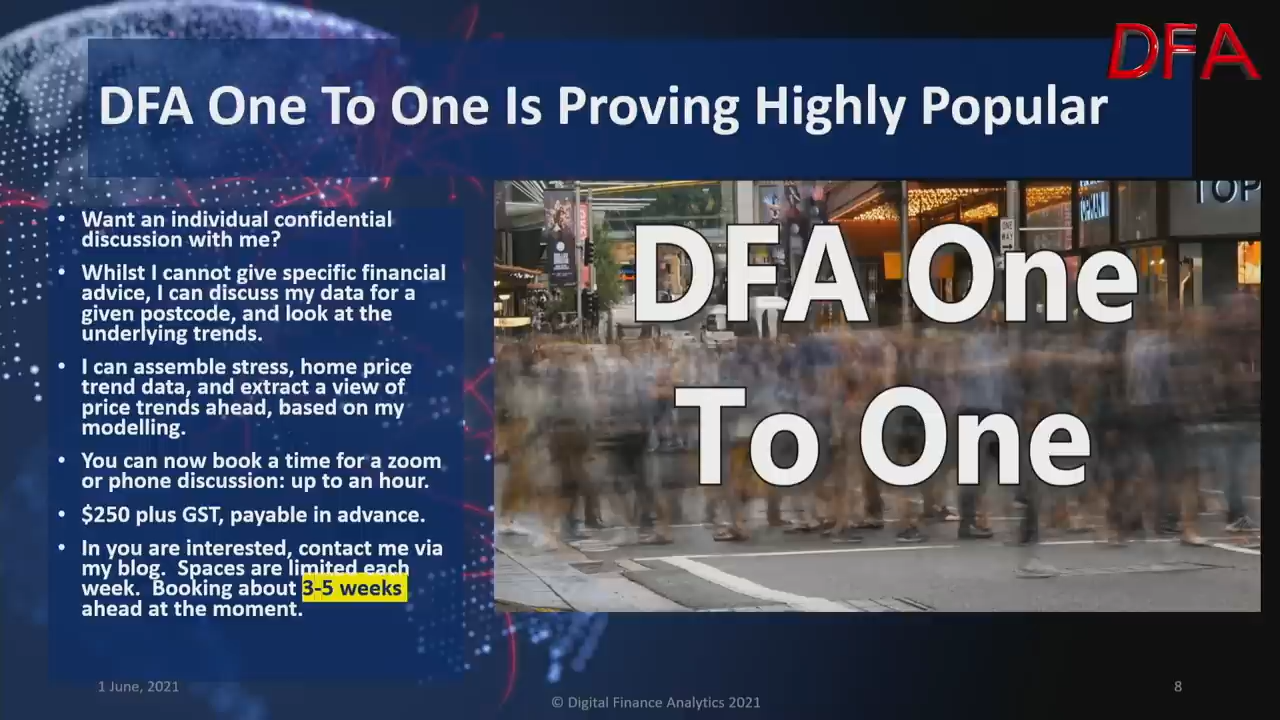 DFA
DFA One To One Is Proving Highly Popular
• Want an individual confidential
discussion with me?
• Whilst I cannot give specific financial
advice, I can discuss my data for a
given postcode, and look at the
underlying trends.
• I can assemble stress, home price
trend data, and extract a view of
price trends ahead, based on my
modelling.
• You can now book a time for a zoom
or phone discussion: up to an hour.
• $250 plus GST, payable in advance.
• In you are interested, contact me via
my blog.  Spaces are limited each
week.  Booking about 3-5 weeks
ahead at the moment.
TOP
ONE
WAY
DFA One
To One
1 June, 2021
© Digital Finance Analytics 2021
8